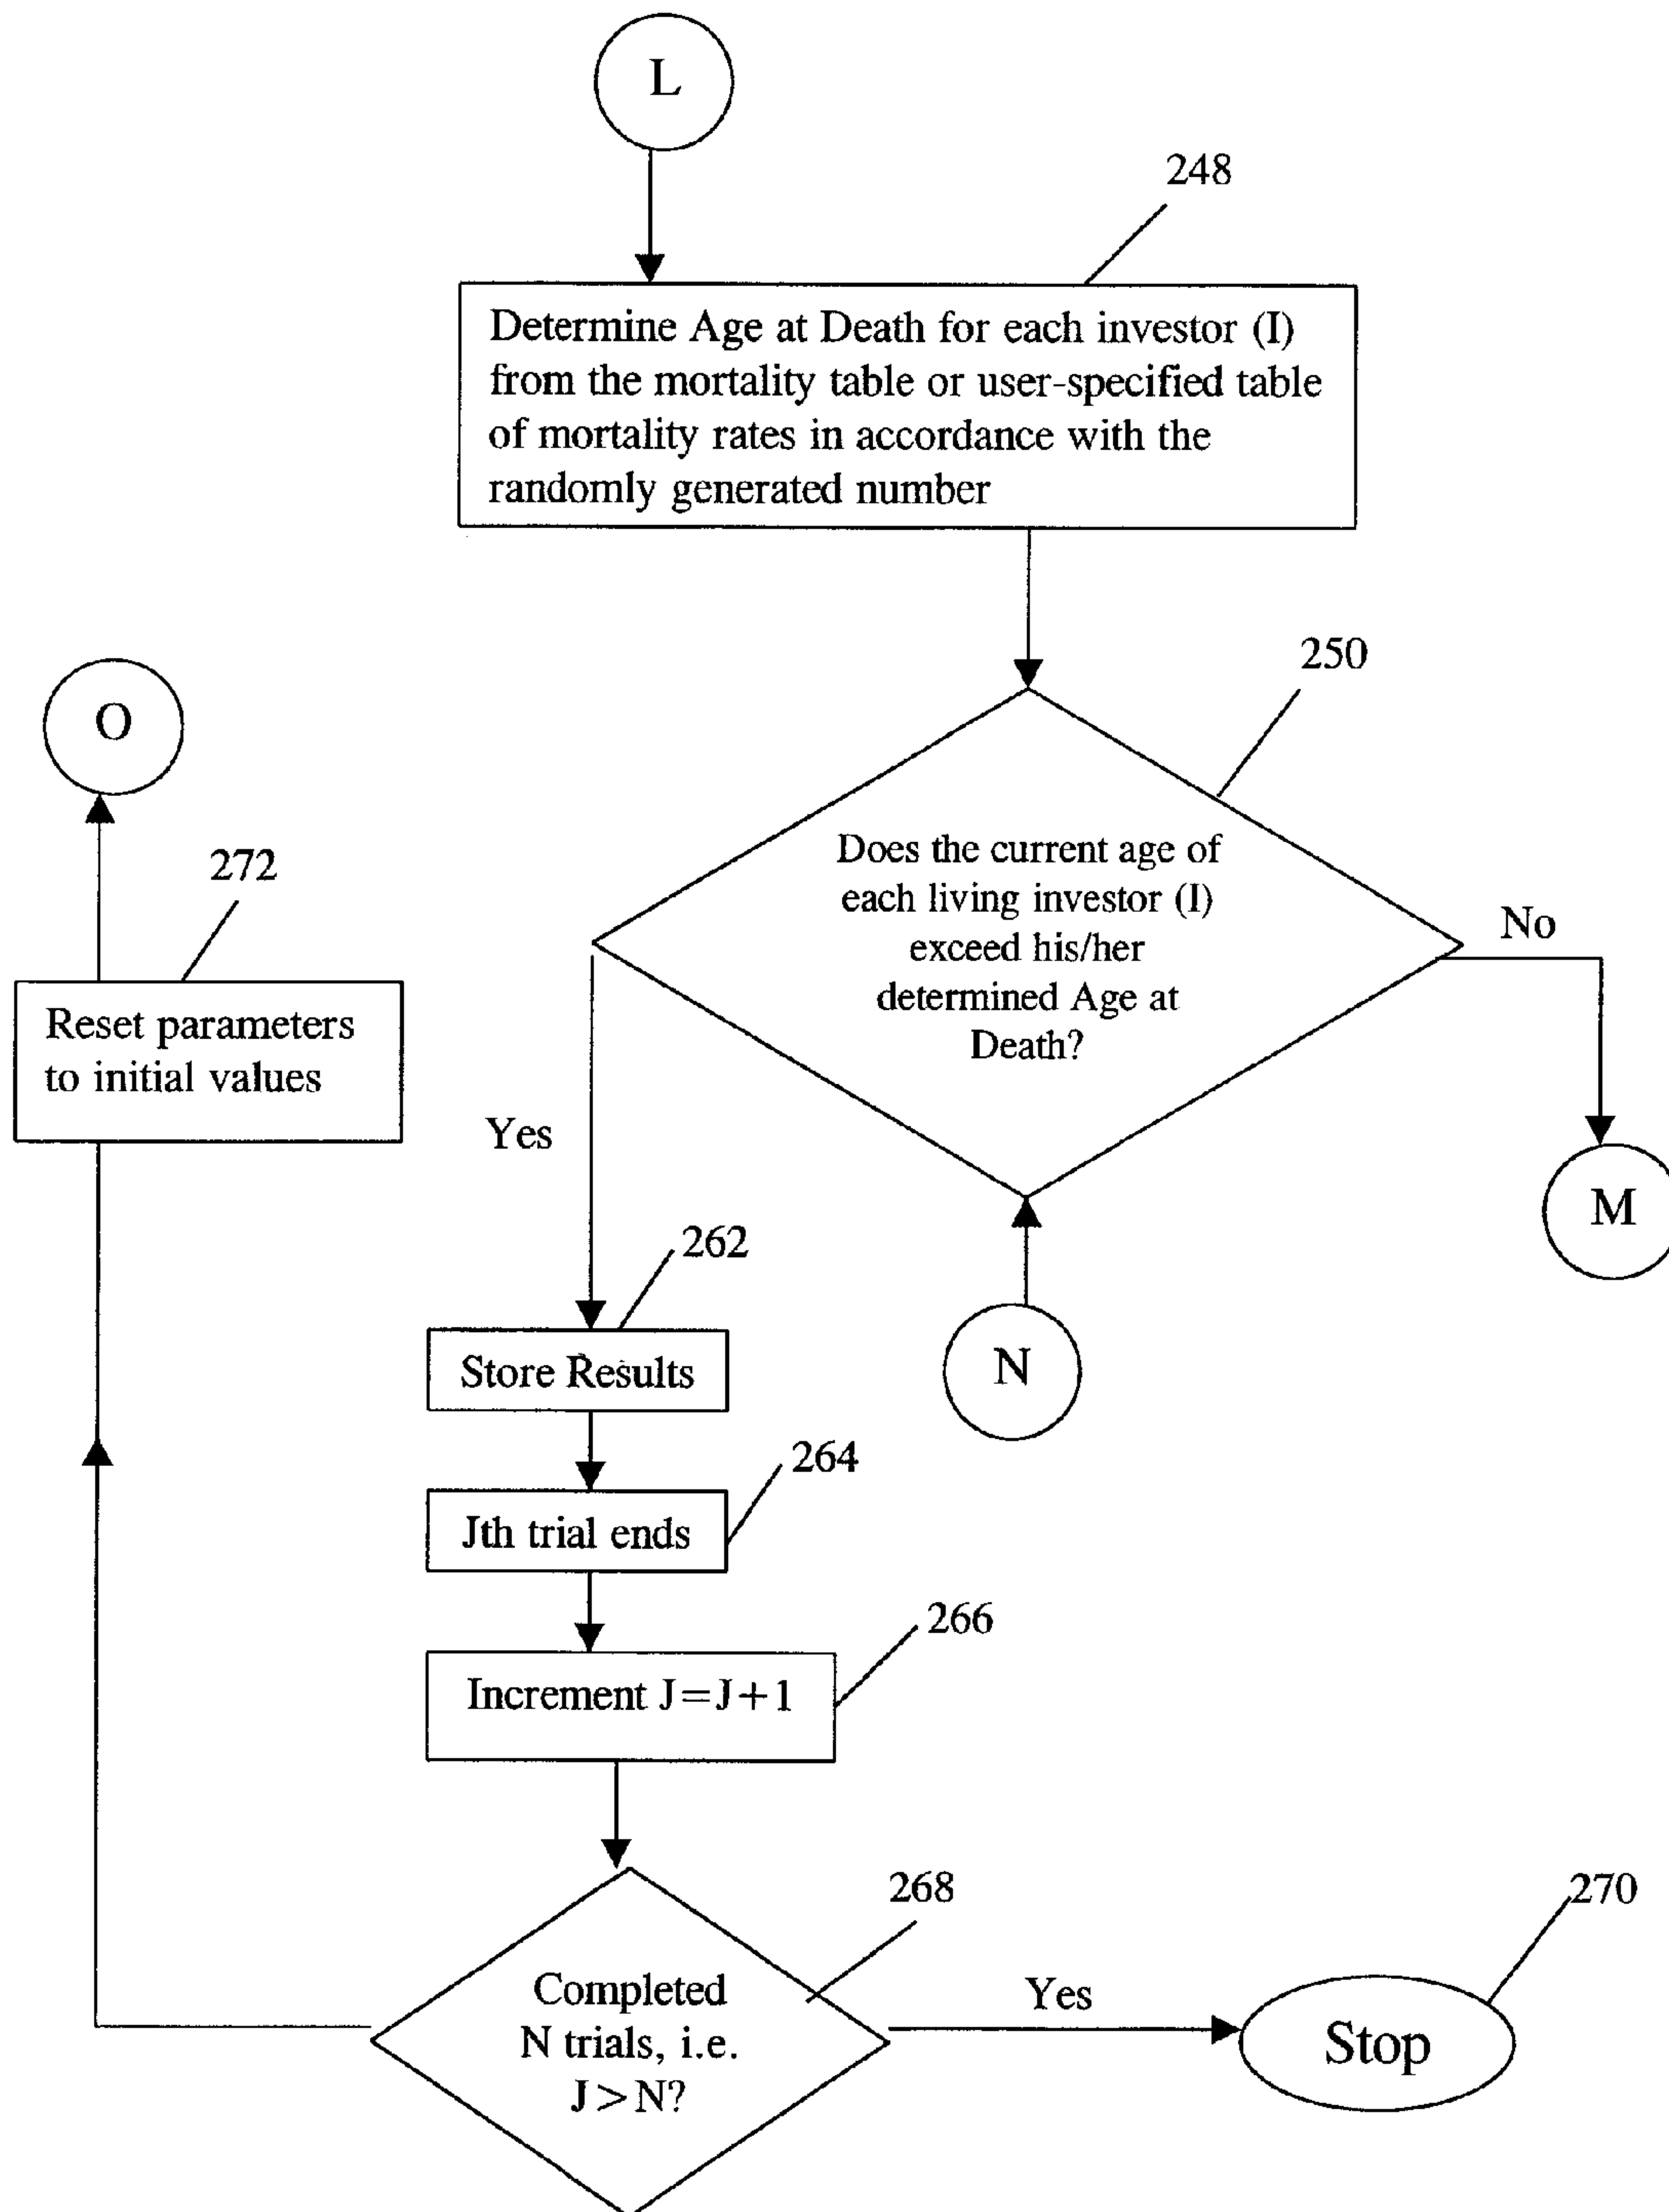 L
248
Determine Age at Death for each investor (I)
from the mortality table or user-specified table
of mortality rates in accordance with the
randomly generated number
250
O
Does the current age of
each living investor (I)
exceed his/her
determined Age at
Death?
No
272
Reset parameters
to initial values
Yes
M
262
Store Results
N
264
Jth trial ends
266
Increment J=J+1
268
270
Completed
N trials, i.e.
J>N?
Yes
Stop